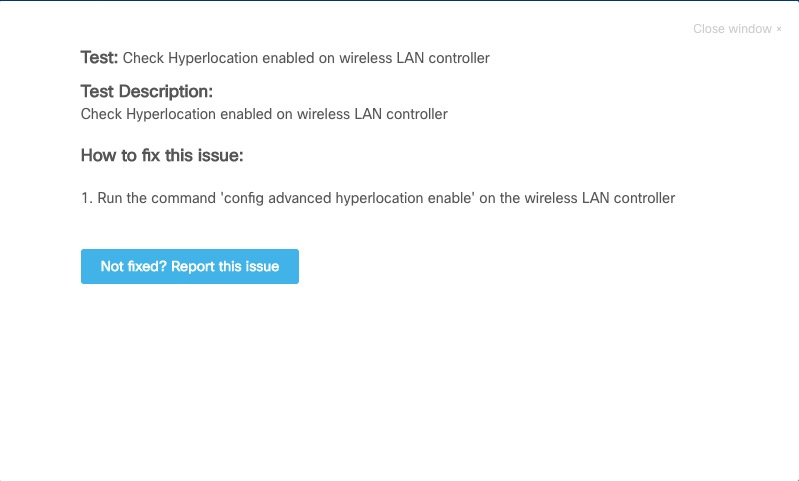 Close window ×
Test: Check Hyperlocation enabled on wireless LAN controller
Test Description:
Check Hyperlocation enabled on wireless LAN controller
How to fix this issue:
1. Run the command 'config advanced hyperlocation enable' on the wireless LAN controller
Not fixed? Report this issue